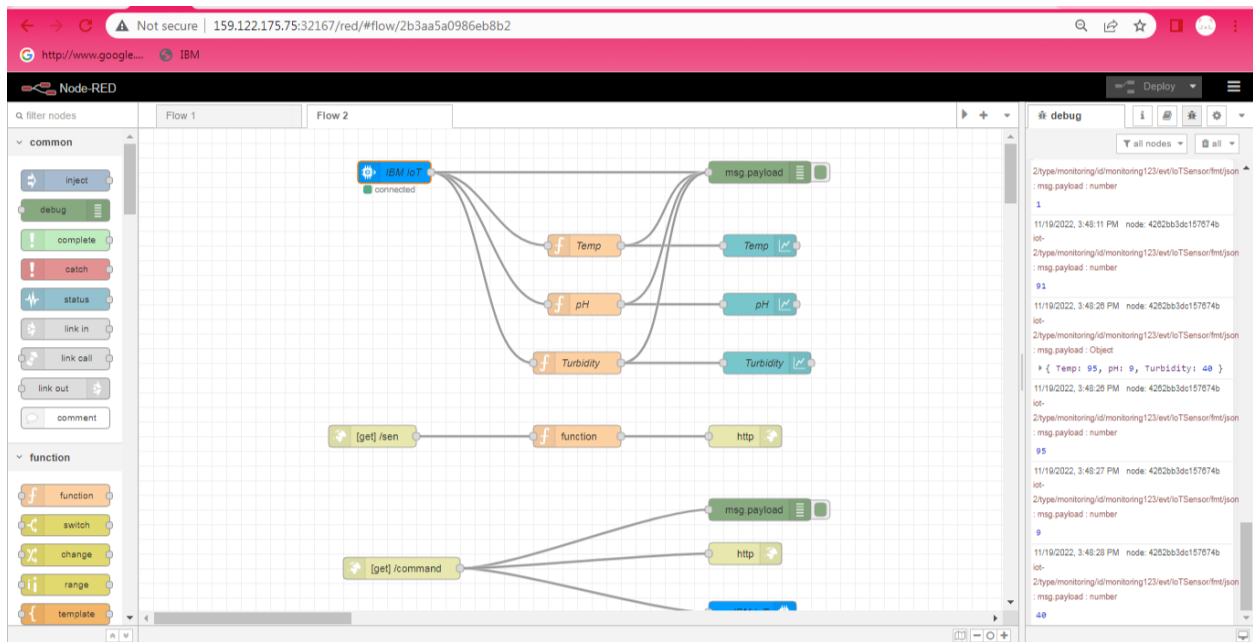 Not secure | 159.122.175.75:32167/red/#flow/2b3aa5a0986eb8b2
http://www.google.... IBM
Node-RED
Deploy
filter nodes
Flow 1
Flow 2
debug
i
all nodes
all
common
inject
debug
complete
catch
status
link in
link call
link out
comment
function
function
switch
change
range
template
IBM IoT
connected
msg.payload
Temp
Temp
pH
pH
Turbidity
Turbidity
[get] /sen
function
http
msg.payload
http
[get] /command
2/type/monitoring/id/monitoring123/evt/IoTSensor/fmt/json
: msg.payload : number
1
11/19/2022, 3:48:11 PM node: 4262bb3dc157674b
iot-
2/type/monitoring/id/monitoring123/evt/IoTSensor/fmt/json
: msg.payload : number
91
11/19/2022, 3:48:26 PM node: 4262bb3dc157674b
iot-
2/type/monitoring/id/monitoring123/evt/IoTSensor/fmt/json
: msg.payload : Object
{ Temp: 95, pH: 9, Turbidity: 40 }
11/19/2022, 3:48:26 PM node: 4262bb3dc157674b
iot-
2/type/monitoring/id/monitoring123/evt/IoTSensor/fmt/json
: msg.payload : number
95
11/19/2022, 3:48:27 PM node: 4262bb3dc157674b
iot-
2/type/monitoring/id/monitoring123/evt/IoTSensor/fmt/json
: msg.payload : number
9
11/19/2022, 3:48:28 PM node: 4262bb3dc157674b
iot-
2/type/monitoring/id/monitoring123/evt/IoTSensor/fmt/json
: msg.payload : number
40